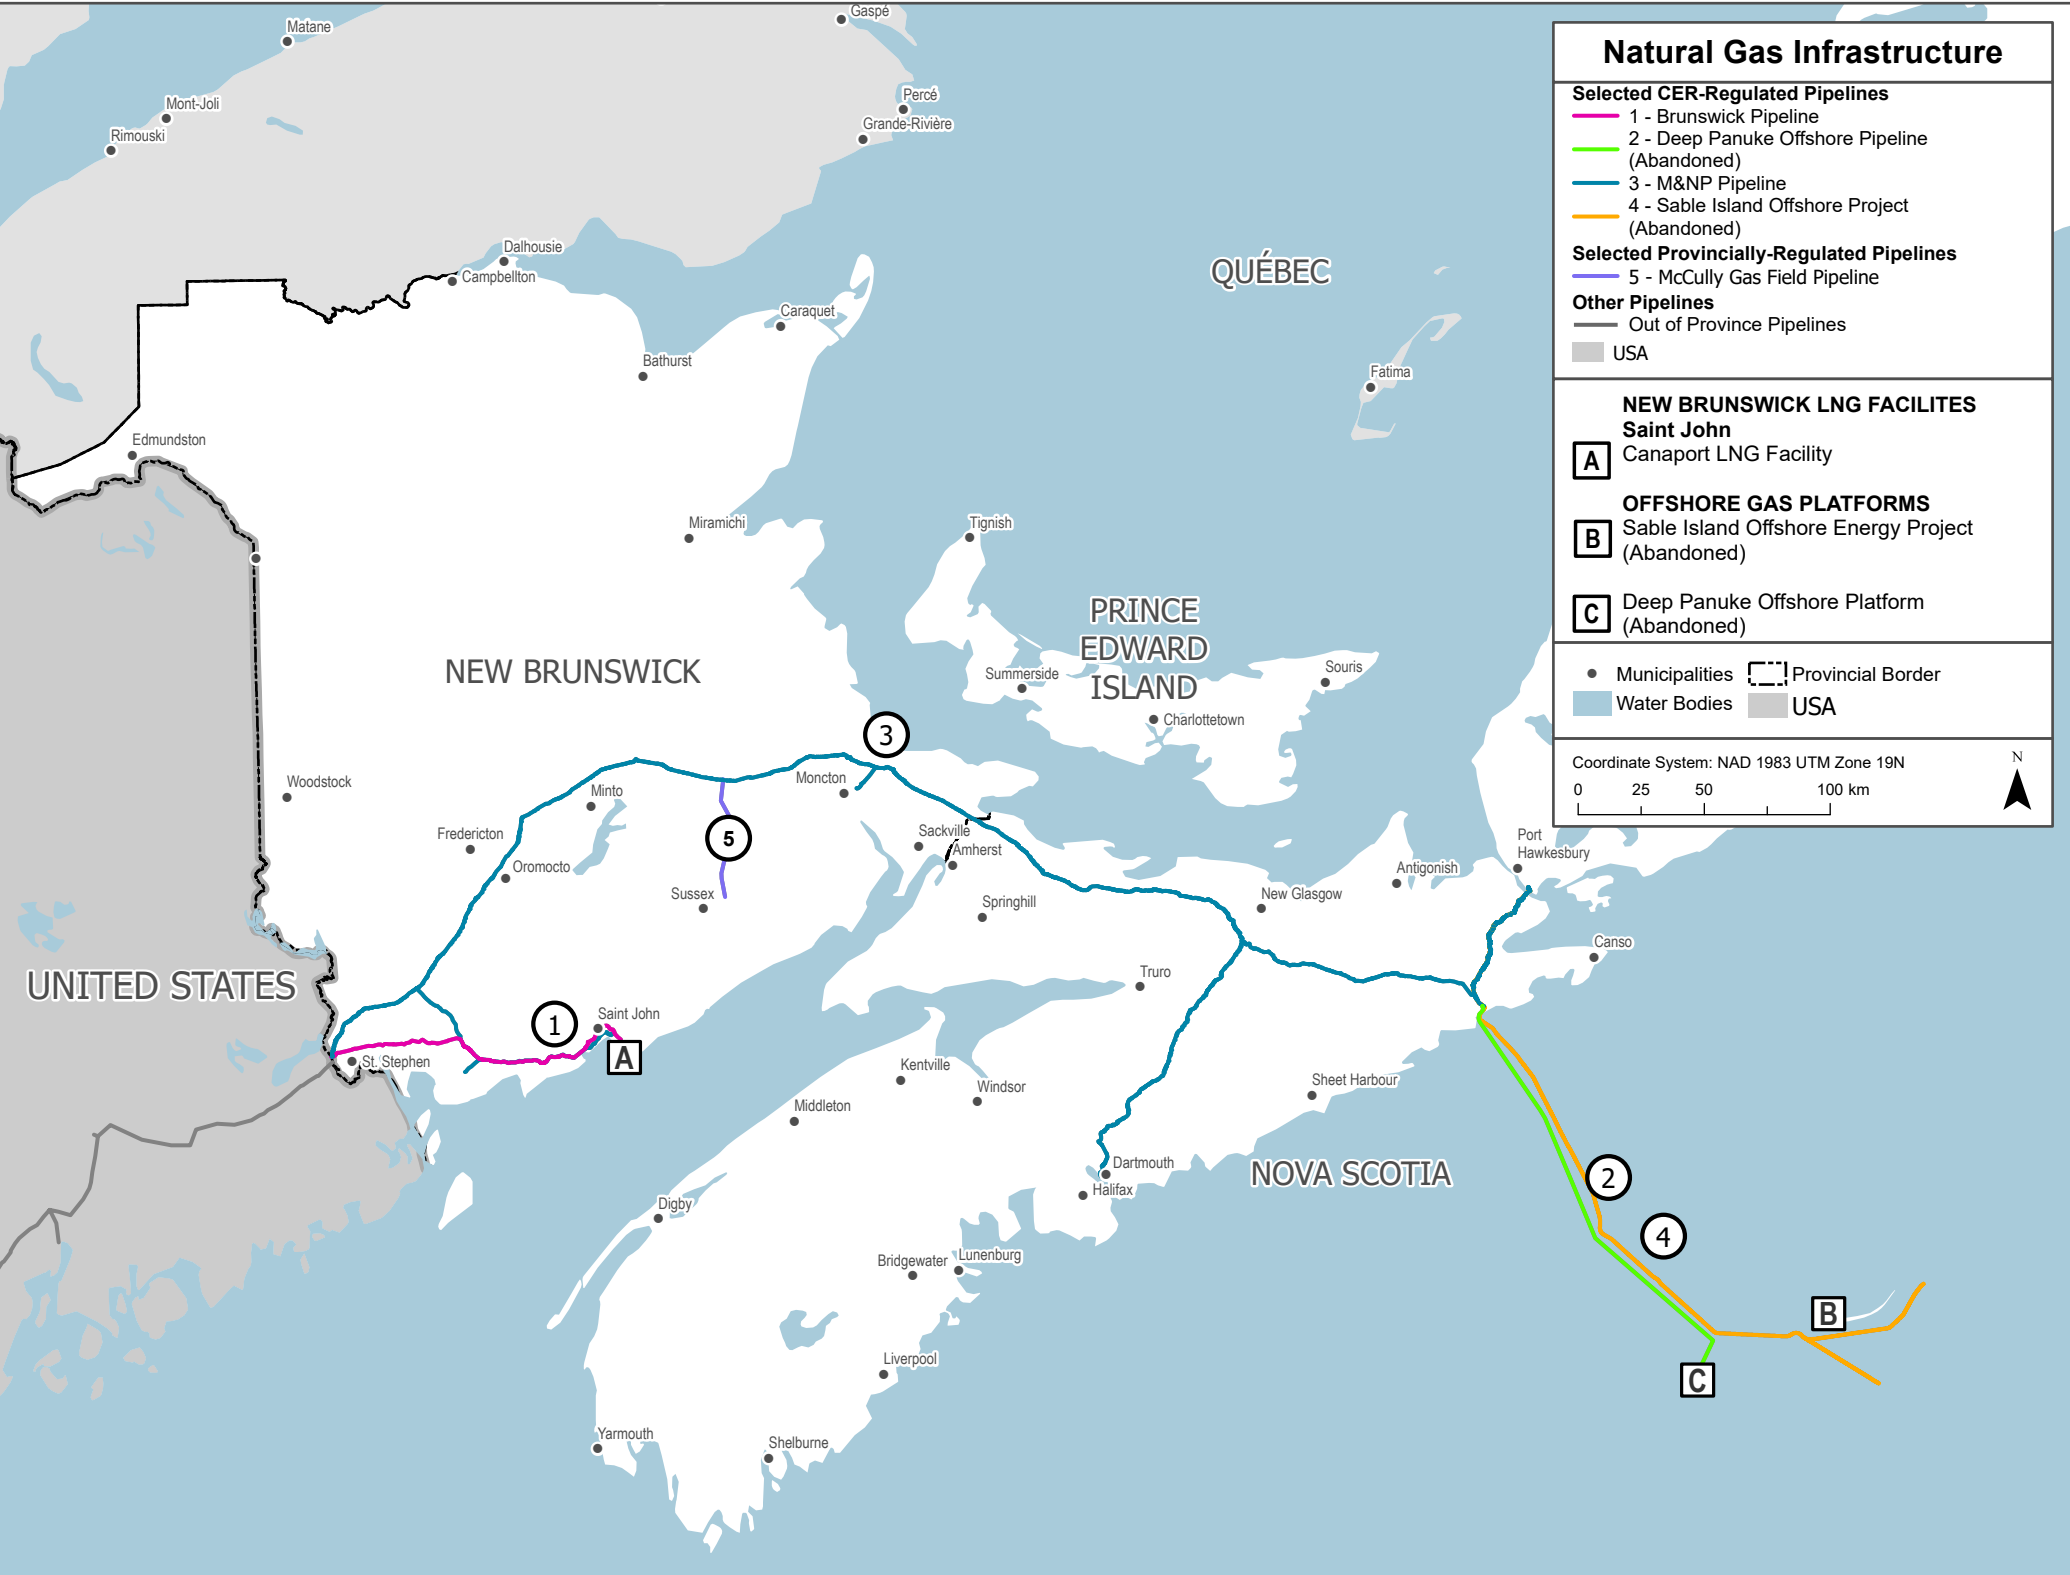 Natural Gas Infrastructure
Selected CER-Regulated Pipelines
1 - Brunswick Pipeline
2 - Deep Panuke Offshore Pipeline
(Abandoned)
3 - M&NP Pipeline
4 - Sable Island Offshore Project
(Abandoned)
Selected Provincially-Regulated Pipelines
5 - McCully Gas Field Pipeline
Other Pipelines
Out of Province Pipelines
USA
NEW BRUNSWICK LNG FACILITES
Saint John
A Canaport LNG Facility
OFFSHORE GAS PLATFORMS
B Sable Island Offshore Energy Project
(Abandoned)
C Deep Panuke Offshore Platform
(Abandoned)
Municipalities Provincial Border
Water Bodies USA
Coordinate System: NAD 1983 UTM Zone 19N
0 25 50 100 km
N
Gaspé
Matane
Percé
Mont-Joli
Grande-Rivière
Rimouski
Dalhousie
Campbellton
QUÉBEC
Caraquet
Bathurst
Fatima
Edmundston
Miramichi
Tignish
PRINCE
EDWARD
ISLAND
NEW BRUNSWICK
Summerside
Souris
Charlottetown
3
Woodstock
Moncton
Minto
Fredericton
5
Sackville
Amherst
Port
Hawkesbury
Oromocto
Antigonish
Sussex
Springhill
New Glasgow
Canso
UNITED STATES
Truro
1
Saint John
A
St. Stephen
Kentville
Windsor
Sheet Harbour
Middleton
Dartmouth
Halifax
NOVA SCOTIA
2
Digby
4
Bridgewater
Lunenburg
B
Liverpool
C
Yarmouth
Shelburne